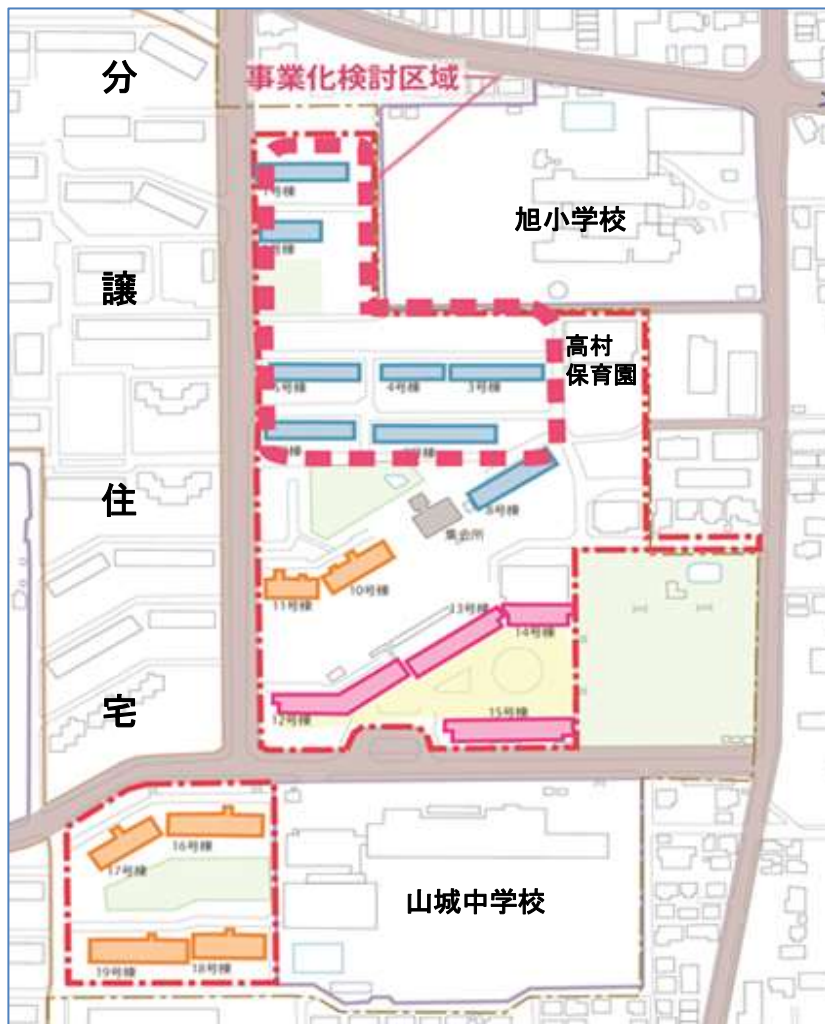 分
譲
住
宅
事業化検討区域
旭小学校
高村
保育園
4号棟
3号棟
8号棟
集会所
10号棟
11号棟
13号棟
14号棟
12号棟
15号棟
16号棟
17号棟
山城中学校
19号棟
18号棟